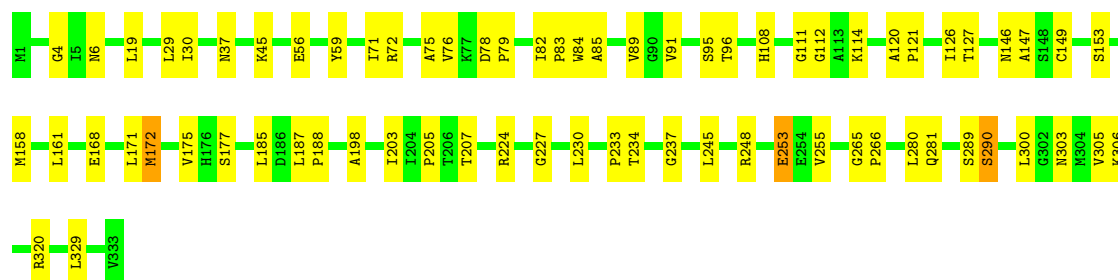 M1 G4 I5 N6 L19 L29 I30 N37 K45 E56 Y59 I71 R72 A75 V76 K77 D78 P79 I82 P83 W84 A85 V89 G90 V91 S95 T96 H108 G111 G112 A113 K114 A120 P121 I126 T127 N146 A147 S148 C149 S153
M158 L161 E168 L171 M172 V175 H176 S177 L185 D186 L187 P188 A198 I203 I204 P205 T206 T207 R224 G227 L230 P233 T234 G237 L245 R248 E253 E254 V255 G265 P266 L280 Q281 S289 S290 L300 G302 N303 M304 V305 K306
R320 L329 V333